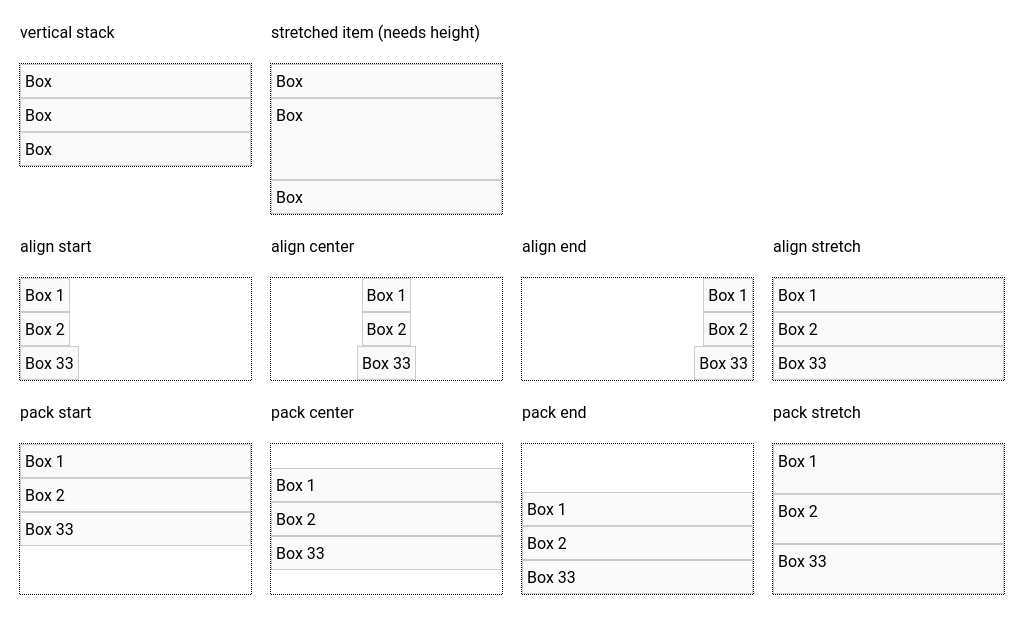 vertical stack
Box
Box
Box
stretched item (needs height)
Box
Box
Box
align start
Box 1
Box 2
Box 33
align center
Box 1
Box 2
Box 33
align end
Box 1
Box 2
Box 33
align stretch
Box 1
Box 2
Box 33
pack start
Box 1
Box 2
Box 33
pack center
Box 1
Box 2
Box 33
pack end
Box 1
Box 2
Box 33
pack stretch
Box 1
Box 2
Box 33